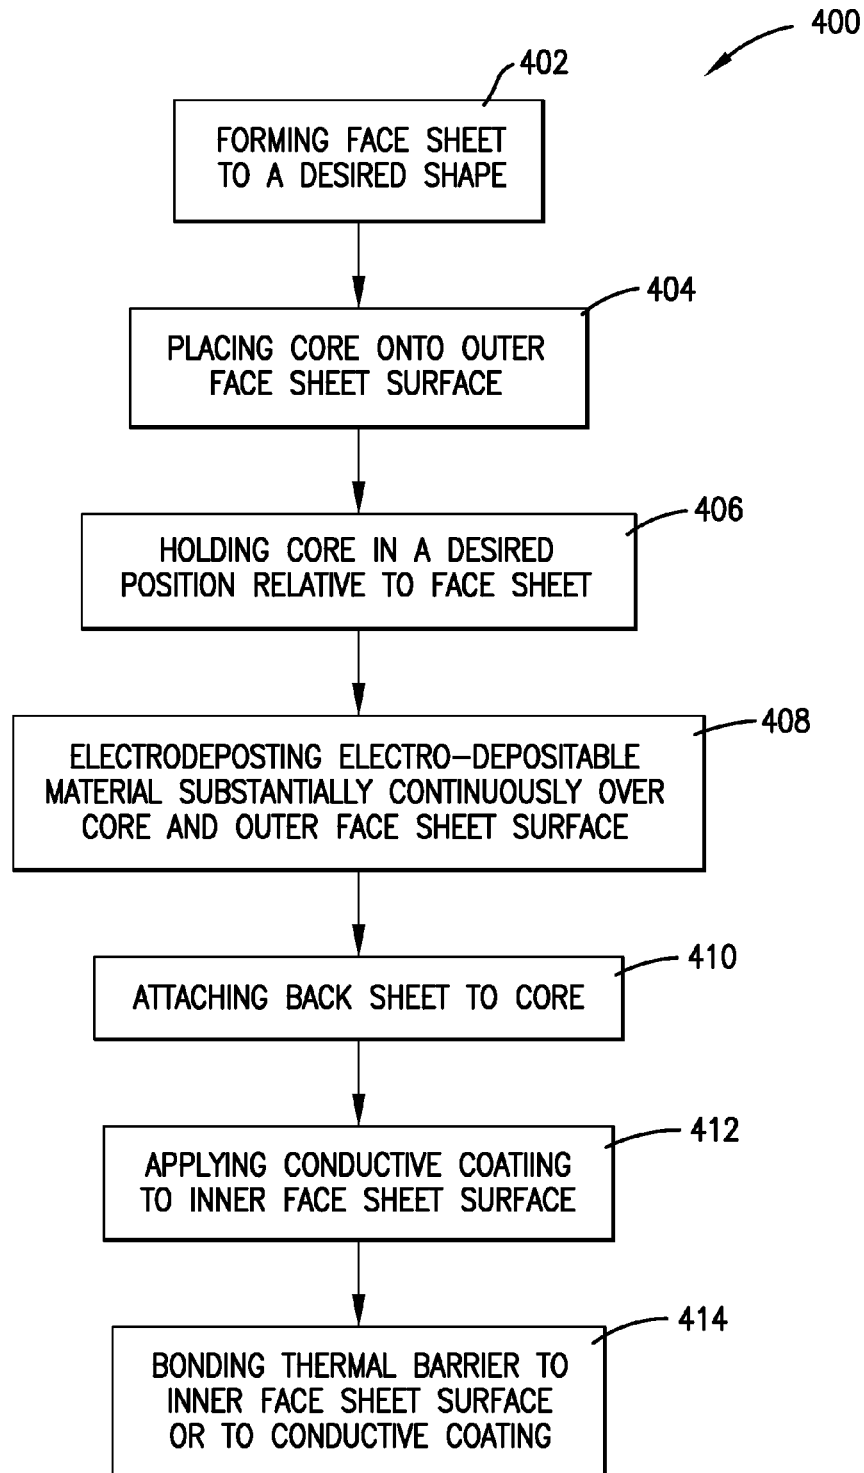 400
402
FORMING FACE SHEET
TO A DESIRED SHAPE
404
PLACING CORE ONTO OUTER
FACE SHEET SURFACE
406
HOLDING CORE IN A DESIRED
POSITION RELATIVE TO FACE SHEET
408
ELECTRODEPOSTING ELECTRO-DEPOSITABLE
MATERIAL SUBSTANTIALLY CONTINUOUSLY OVER
CORE AND OUTER FACE SHEET SURFACE
410
ATTACHING BACK SHEET TO CORE
412
APPLYING CONDUCTIVE COATIING
TO INNER FACE SHEET SURFACE
414
BONDING THERMAL BARRIER TO
INNER FACE SHEET SURFACE
OR TO CONDUCTIVE COATING